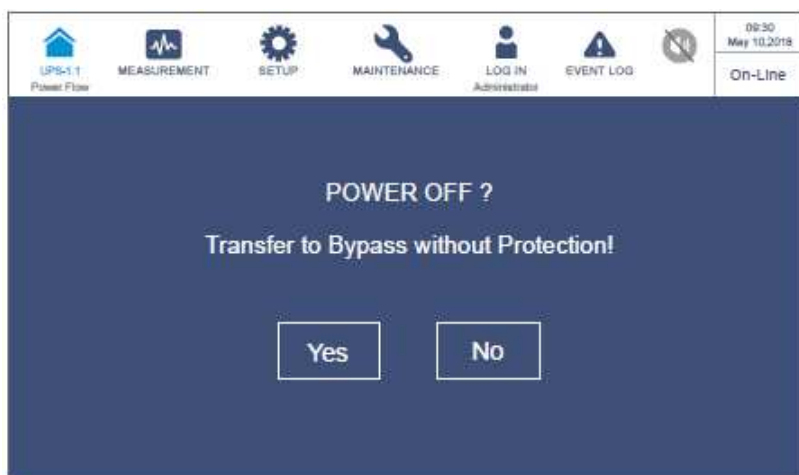 UPS-1.1
Power Flow
MEASUREMENT
SETUP
MAINTENANCE
LOG IN
Administrator
EVENT LOG
09:30
May 10,2018
On-Line
POWER OFF ?
Transfer to Bypass without Protection!
Yes
No